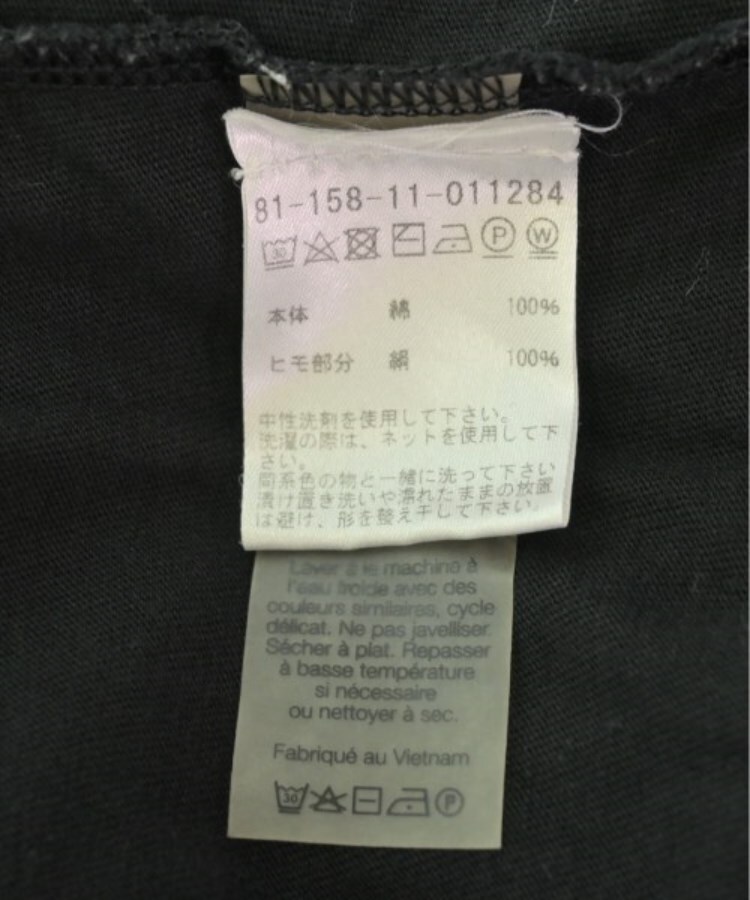 81-158-11-011284
30 P W
本体 綿 100%
ヒモ部分 絹 100%
中性洗剤を使用して下さい。
洗濯の際は、ネットを使用して下
さい。
同系色の物と一緒に洗って下さい
漬け置き洗いや濡れたままの放置
は避け、形を整え干して下さい。
Laver à la machine à
l'eau froide avec des
couleurs similaires, cycle
délicat. Ne pas javelliser.
Sécher à plat. Repasser
à basse température
si nécessaire
ou nettoyer à sec.
Fabriqué au Vietnam
30 P